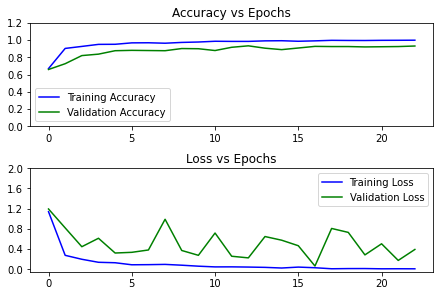 Accuracy vs Epochs
1.2
1.0
0.8
0.6
0.4
0.2
0.0
Training Accuracy
Validation Accuracy
0 5 10 15 20
Loss vs Epochs
2.0
1.6
1.2
0.8
0.4
0.0
Training Loss
Validation Loss
0 5 10 15 20